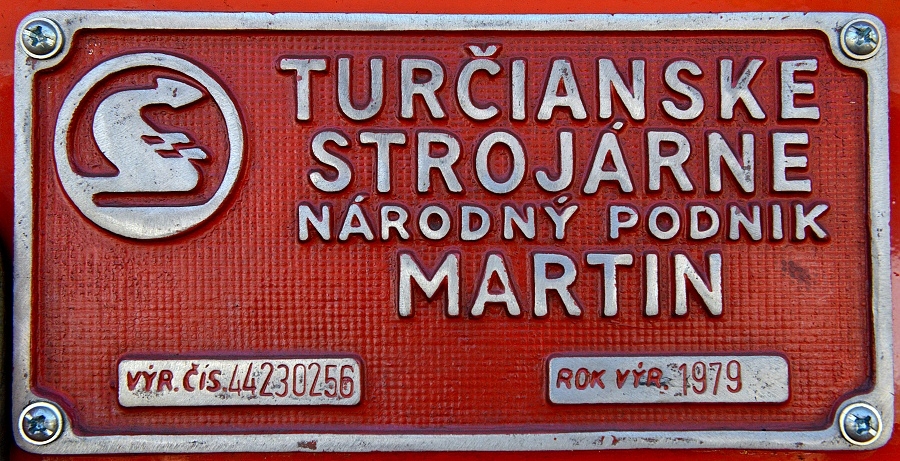 TURČIANSKE
STROJÁRNE
NÁRODNÝ PODNIK
MARTIN
VÝR. ČÍS. 44230256
ROK VÝR. 1979